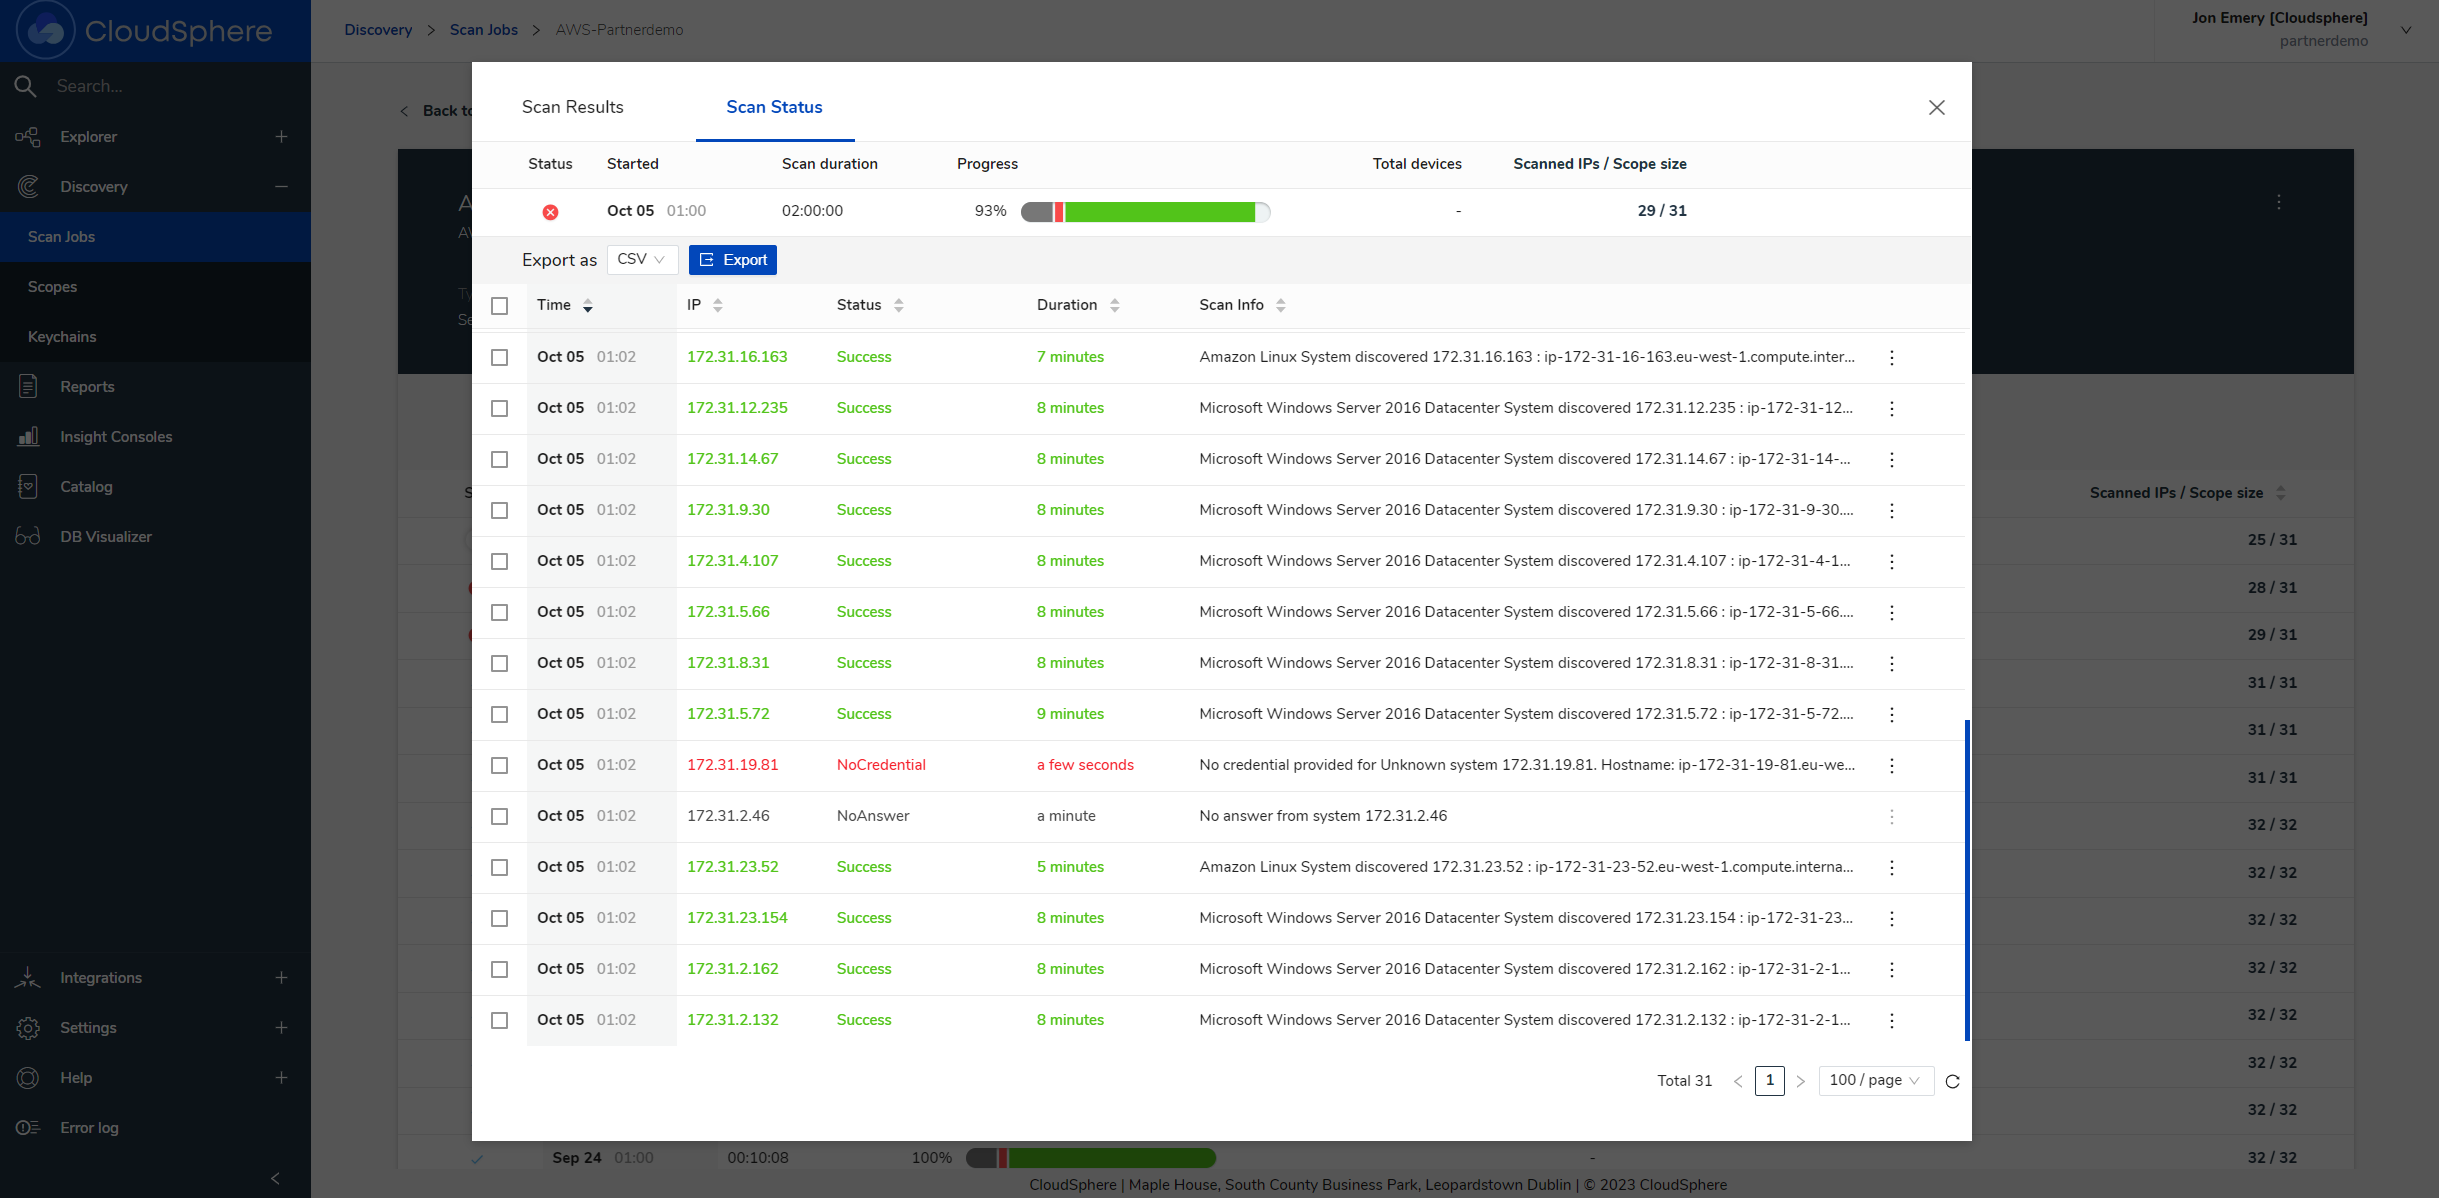 CloudSphere
Discovery > Scan Jobs > AWS-Partnerdemo
Jon Emery [Cloudsphere]
partnerdemo
Search...
Explorer
Discovery
Scan Jobs
Scopes
Keychains
Reports
Insight Consoles
Catalog
DB Visualizer
Integrations
Settings
Help
Error log
Back to
Scan Results
Scan Status
Status Started Scan duration Progress Total devices Scanned IPs / Scope size
Oct 05 01:00 02:00:00 93% - 29 / 31
Export as CSV Export
Time IP Status Duration Scan Info
Oct 05 01:02 172.31.16.163 Success 7 minutes Amazon Linux System discovered 172.31.16.163 : ip-172-31-16-163.eu-west-1.compute.inter...
Oct 05 01:02 172.31.12.235 Success 8 minutes Microsoft Windows Server 2016 Datacenter System discovered 172.31.12.235 : ip-172-31-12...
Oct 05 01:02 172.31.14.67 Success 8 minutes Microsoft Windows Server 2016 Datacenter System discovered 172.31.14.67 : ip-172-31-14-...
Oct 05 01:02 172.31.9.30 Success 8 minutes Microsoft Windows Server 2016 Datacenter System discovered 172.31.9.30 : ip-172-31-9-30....
Oct 05 01:02 172.31.4.107 Success 8 minutes Microsoft Windows Server 2016 Datacenter System discovered 172.31.4.107 : ip-172-31-4-1...
Oct 05 01:02 172.31.5.66 Success 8 minutes Microsoft Windows Server 2016 Datacenter System discovered 172.31.5.66 : ip-172-31-5-66....
Oct 05 01:02 172.31.8.31 Success 8 minutes Microsoft Windows Server 2016 Datacenter System discovered 172.31.8.31 : ip-172-31-8-31....
Oct 05 01:02 172.31.5.72 Success 9 minutes Microsoft Windows Server 2016 Datacenter System discovered 172.31.5.72 : ip-172-31-5-72....
Oct 05 01:02 172.31.19.81 NoCredential a few seconds No credential provided for Unknown system 172.31.19.81. Hostname: ip-172-31-19-81.eu-we...
Oct 05 01:02 172.31.2.46 NoAnswer a minute No answer from system 172.31.2.46
Oct 05 01:02 172.31.23.52 Success 5 minutes Amazon Linux System discovered 172.31.23.52 : ip-172-31-23-52.eu-west-1.compute.interna...
Oct 05 01:02 172.31.23.154 Success 8 minutes Microsoft Windows Server 2016 Datacenter System discovered 172.31.23.154 : ip-172-31-23...
Oct 05 01:02 172.31.2.162 Success 8 minutes Microsoft Windows Server 2016 Datacenter System discovered 172.31.2.162 : ip-172-31-2-1...
Oct 05 01:02 172.31.2.132 Success 8 minutes Microsoft Windows Server 2016 Datacenter System discovered 172.31.2.132 : ip-172-31-2-1...
Total 31 < 1 > 100 / page
Scanned IPs / Scope size
25 / 31
28 / 31
29 / 31
31 / 31
31 / 31
31 / 31
32 / 32
32 / 32
32 / 32
32 / 32
32 / 32
32 / 32
32 / 32
Sep 24 01:00 00:10:08 100% - 32 / 32
CloudSphere | Maple House, South County Business Park, Leopardstown Dublin | © 2023 CloudSphere